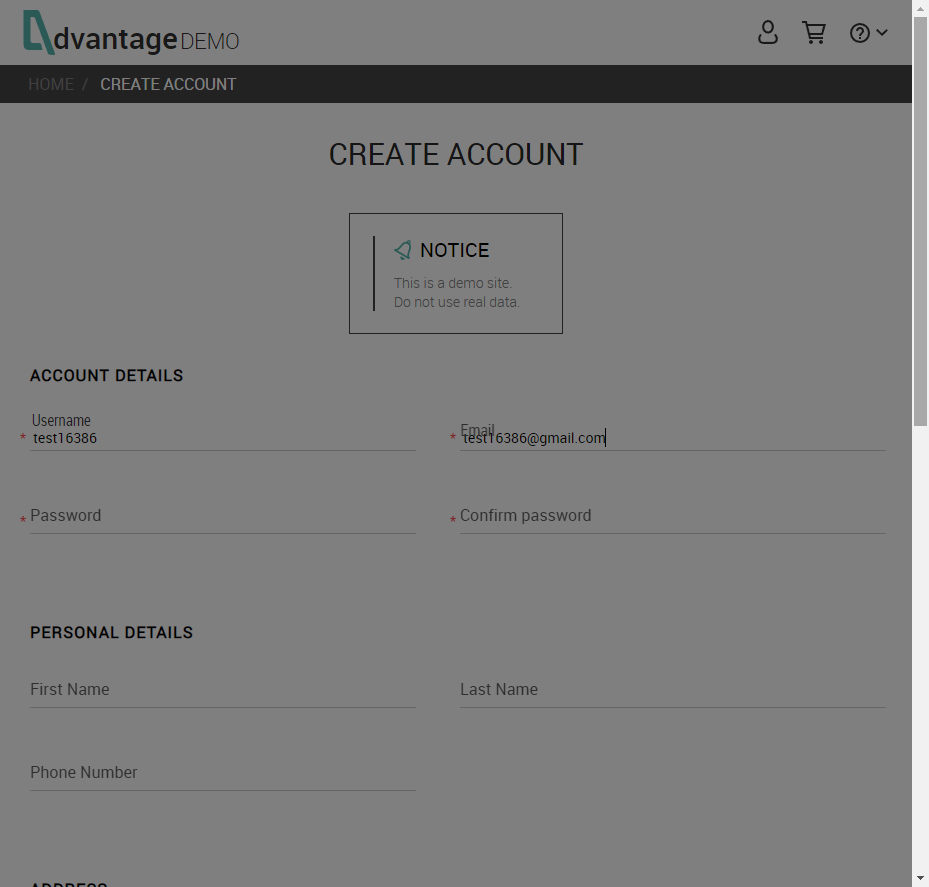 dvantage DEMO
HOME / CREATE ACCOUNT
CREATE ACCOUNT
NOTICE
This is a demo site.
Do not use real data.
ACCOUNT DETAILS
Username
* test16386
Email
* test16386@gmail.com
* Password
* Confirm password
PERSONAL DETAILS
First Name
Last Name
Phone Number
ADDRESS